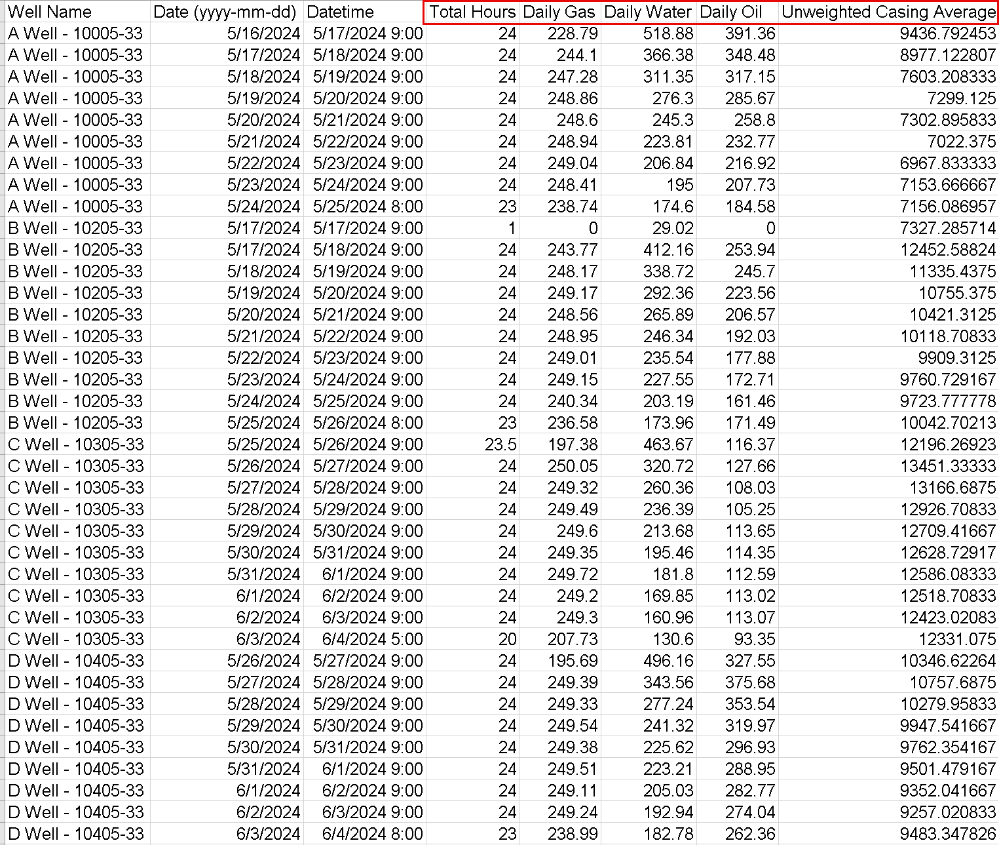 Well Name Date (yyyy-mm-dd) Datetime Total Hours Daily Gas Daily Water Daily Oil Unweighted Casing Average
A Well - 10005-33 5/16/2024 5/17/2024 9:00 24 228.79 518.88 391.36 9436.792453
A Well - 10005-33 5/17/2024 5/18/2024 9:00 24 244.1 366.38 348.48 8977.122807
A Well - 10005-33 5/18/2024 5/19/2024 9:00 24 247.28 311.35 317.15 7603.208333
A Well - 10005-33 5/19/2024 5/20/2024 9:00 24 248.86 276.3 285.67 7299.125
A Well - 10005-33 5/20/2024 5/21/2024 9:00 24 248.6 245.3 258.8 7302.895833
A Well - 10005-33 5/21/2024 5/22/2024 9:00 24 248.94 223.81 232.77 7022.375
A Well - 10005-33 5/22/2024 5/23/2024 9:00 24 249.04 206.84 216.92 6967.833333
A Well - 10005-33 5/23/2024 5/24/2024 9:00 24 248.41 195 207.73 7153.666667
A Well - 10005-33 5/24/2024 5/25/2024 8:00 23 238.74 174.6 184.58 7156.086957
B Well - 10205-33 5/17/2024 5/17/2024 9:00 1 0 29.02 0 7327.285714
B Well - 10205-33 5/17/2024 5/18/2024 9:00 24 243.77 412.16 253.94 12452.58824
B Well - 10205-33 5/18/2024 5/19/2024 9:00 24 248.17 338.72 245.7 11335.4375
B Well - 10205-33 5/19/2024 5/20/2024 9:00 24 249.17 292.36 223.56 10755.375
B Well - 10205-33 5/20/2024 5/21/2024 9:00 24 248.56 265.89 206.57 10421.3125
B Well - 10205-33 5/21/2024 5/22/2024 9:00 24 248.95 246.34 192.03 10118.70833
B Well - 10205-33 5/22/2024 5/23/2024 9:00 24 249.01 235.54 177.88 9909.3125
B Well - 10205-33 5/23/2024 5/24/2024 9:00 24 249.15 227.55 172.71 9760.729167
B Well - 10205-33 5/24/2024 5/25/2024 9:00 24 240.34 203.19 161.46 9723.777778
B Well - 10205-33 5/25/2024 5/26/2024 8:00 23 236.58 173.96 171.49 10042.70213
C Well - 10305-33 5/25/2024 5/26/2024 9:00 23.5 197.38 463.67 116.37 12196.26923
C Well - 10305-33 5/26/2024 5/27/2024 9:00 24 250.05 320.72 127.66 13451.33333
C Well - 10305-33 5/27/2024 5/28/2024 9:00 24 249.32 260.36 108.03 13166.6875
C Well - 10305-33 5/28/2024 5/29/2024 9:00 24 249.49 236.39 105.25 12926.70833
C Well - 10305-33 5/29/2024 5/30/2024 9:00 24 249.6 213.68 113.65 12709.41667
C Well - 10305-33 5/30/2024 5/31/2024 9:00 24 249.35 195.46 114.35 12628.72917
C Well - 10305-33 5/31/2024 6/1/2024 9:00 24 249.72 181.8 112.59 12586.08333
C Well - 10305-33 6/1/2024 6/2/2024 9:00 24 249.2 169.85 113.02 12518.70833
C Well - 10305-33 6/2/2024 6/3/2024 9:00 24 249.3 160.96 113.07 12423.02083
C Well - 10305-33 6/3/2024 6/4/2024 5:00 20 207.73 130.6 93.35 12331.075
D Well - 10405-33 5/26/2024 5/27/2024 9:00 24 195.69 496.16 327.55 10346.62264
D Well - 10405-33 5/27/2024 5/28/2024 9:00 24 249.39 343.56 375.68 10757.6875
D Well - 10405-33 5/28/2024 5/29/2024 9:00 24 249.33 277.24 353.54 10279.95833
D Well - 10405-33 5/29/2024 5/30/2024 9:00 24 249.54 241.32 319.97 9947.541667
D Well - 10405-33 5/30/2024 5/31/2024 9:00 24 249.38 225.62 296.93 9762.354167
D Well - 10405-33 5/31/2024 6/1/2024 9:00 24 249.51 223.21 288.95 9501.479167
D Well - 10405-33 6/1/2024 6/2/2024 9:00 24 249.11 205.03 282.77 9352.041667
D Well - 10405-33 6/2/2024 6/3/2024 9:00 24 249.24 192.94 274.04 9257.020833
D Well - 10405-33 6/3/2024 6/4/2024 8:00 23 238.99 182.78 262.36 9483.347826